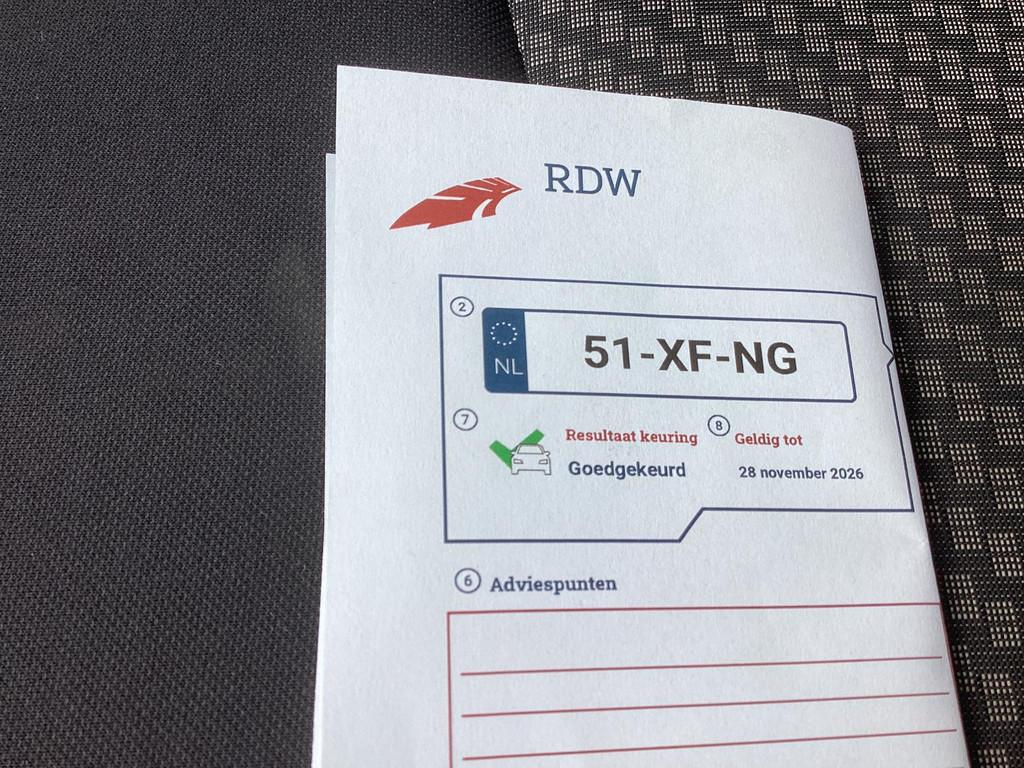 RDW
2
NL
51-XF-NG
7
Resultaat keuring
8
Geldig tot
Goedgekeurd
28 november 2026
6 Adviespunten